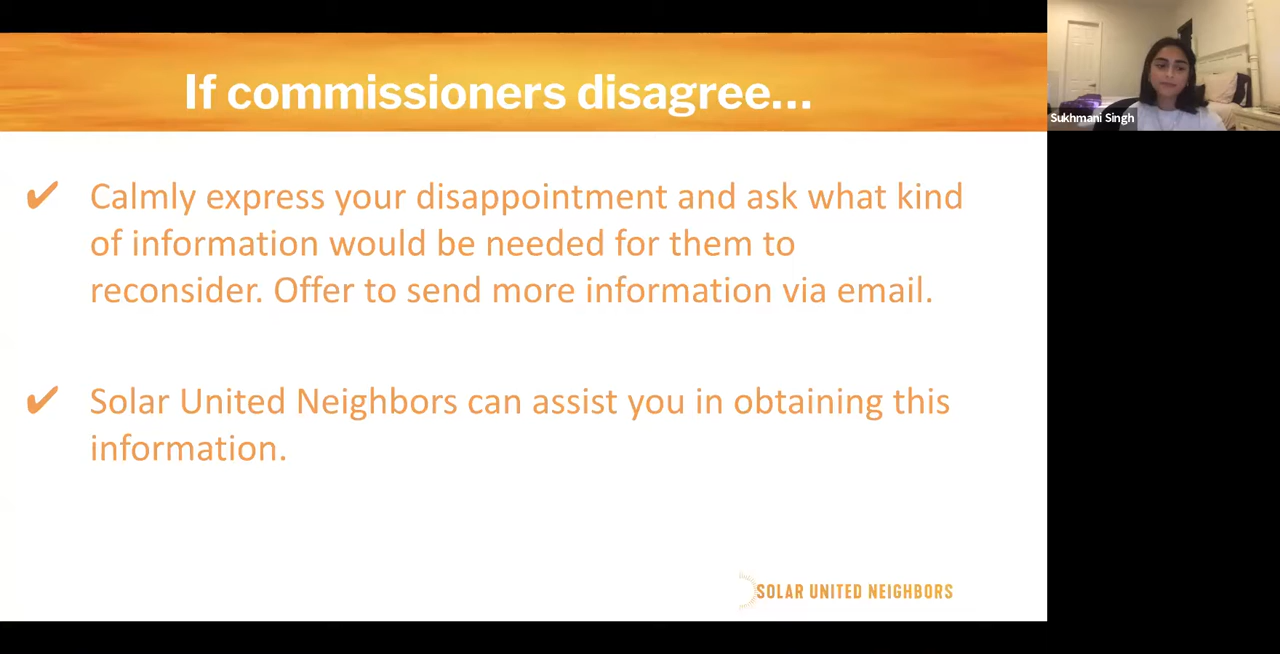 If commissioners disagree...
Sukhmani Singh
✔ Calmly express your disappointment and ask what kind
of information would be needed for them to
reconsider. Offer to send more information via email.
✔ Solar United Neighbors can assist you in obtaining this
information.
SOLAR UNITED NEIGHBORS